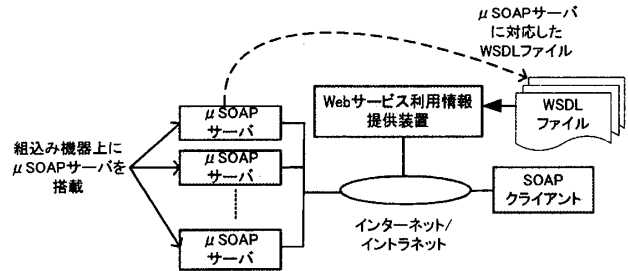 μSOAPサーバ
に対応した
WSDLファイル
μSOAP
サーバ
Webサービス利用情報
提供装置
WSDL
ファイル
組込み機器上に
μSOAPサーバを
搭載
μSOAP
サーバ
SOAP
クライアント
インターネット/
イントラネット
μSOAP
サーバ